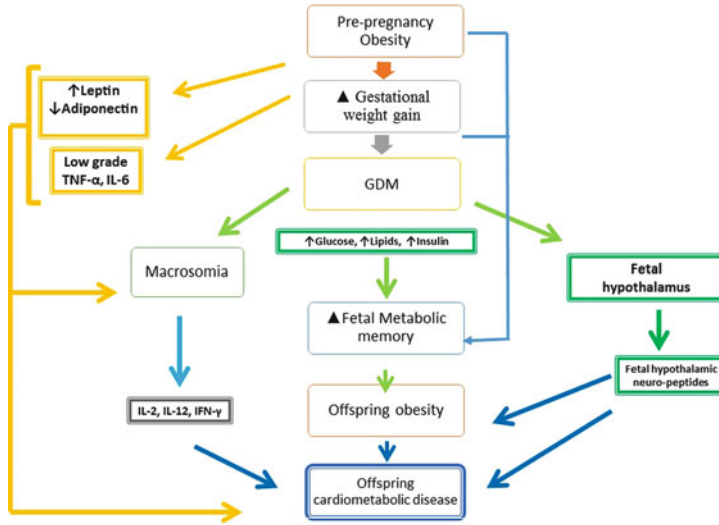 Pre-pregnancy
Obesity
↑Leptin
↓Adiponectin
▲ Gestational
weight gain
Low grade
TNF-α, IL-6
GDM
↑Glucose, ↑Lipids, ↑Insulin
Macrosomia
Fetal
hypothalamus
▲Fetal Metabolic
memory
Fetal hypothalamic
neuro-peptides
IL-2, IL-12, IFN-γ
Offspring obesity
Offspring
cardiometabolic disease